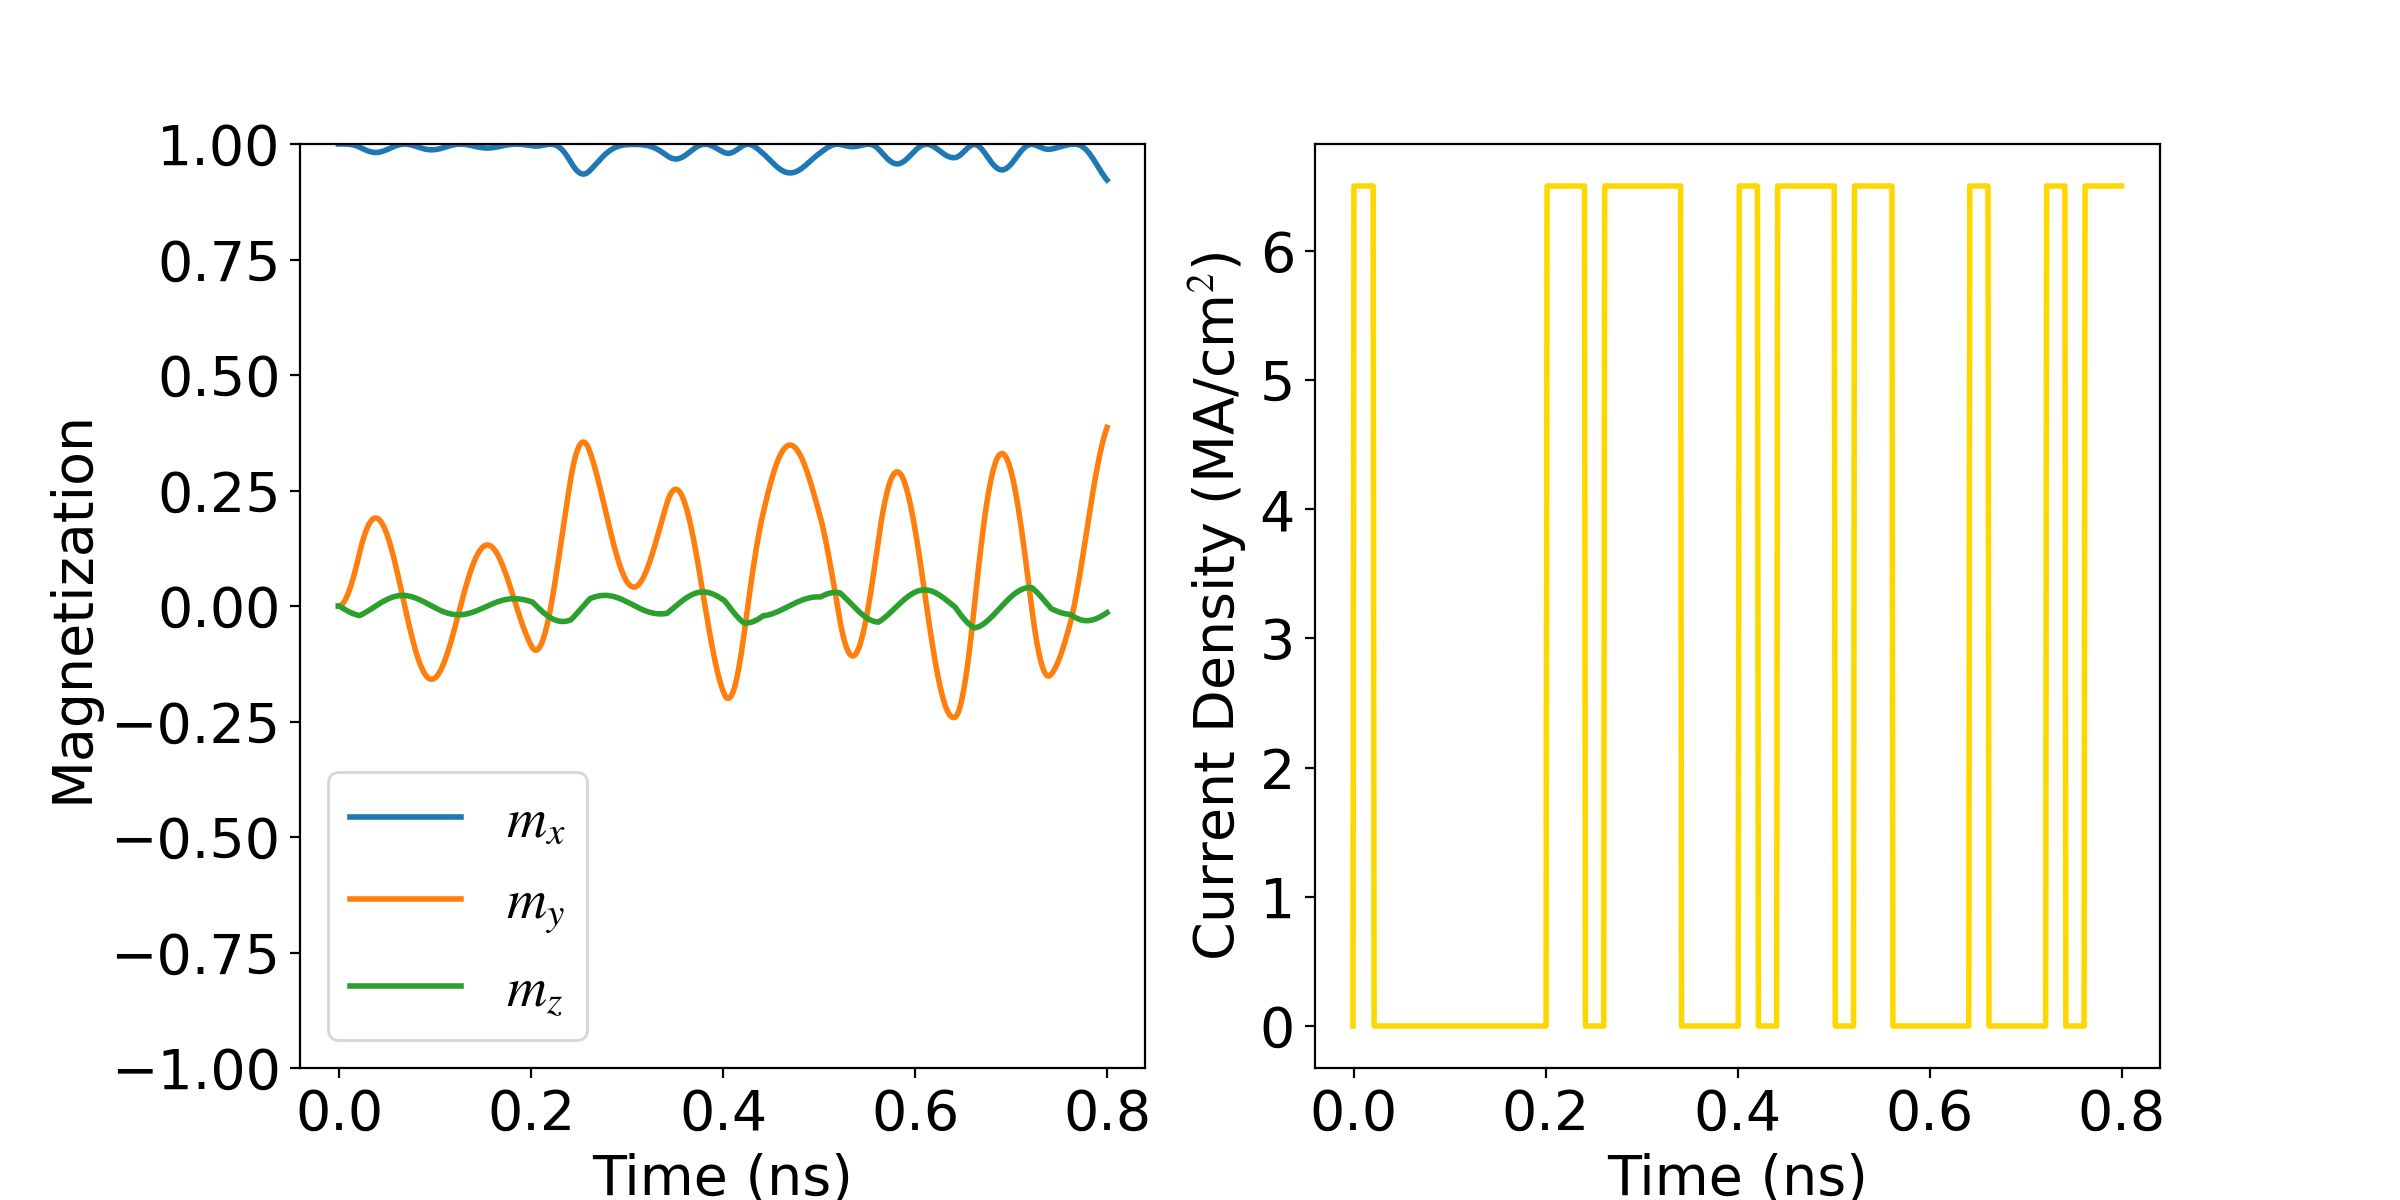 Magnetization
1.00
0.75
0.50
0.25
0.00
−0.25
−0.50
−0.75
−1.00
m_x
m_y
m_z
0.0 0.2 0.4 0.6 0.8
Time (ns)
Current Density (MA/cm²)
6
5
4
3
2
1
0
0.0 0.2 0.4 0.6 0.8
Time (ns)